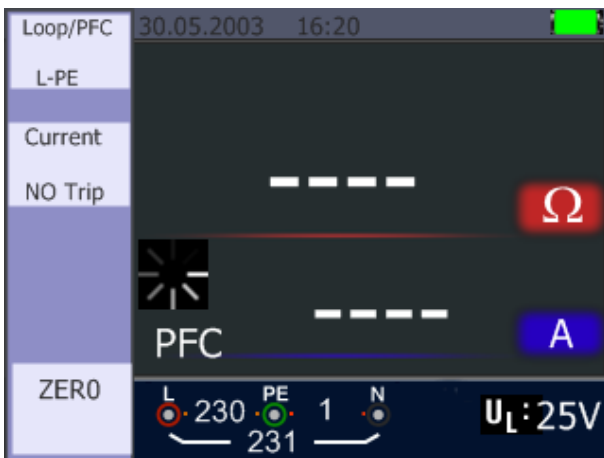 Loop/PFC
L-PE
Current
NO Trip
ZERO
30.05.2003 16:20
---- Ω
PFC ---- A
L PE N
230 1
231
UL:25V